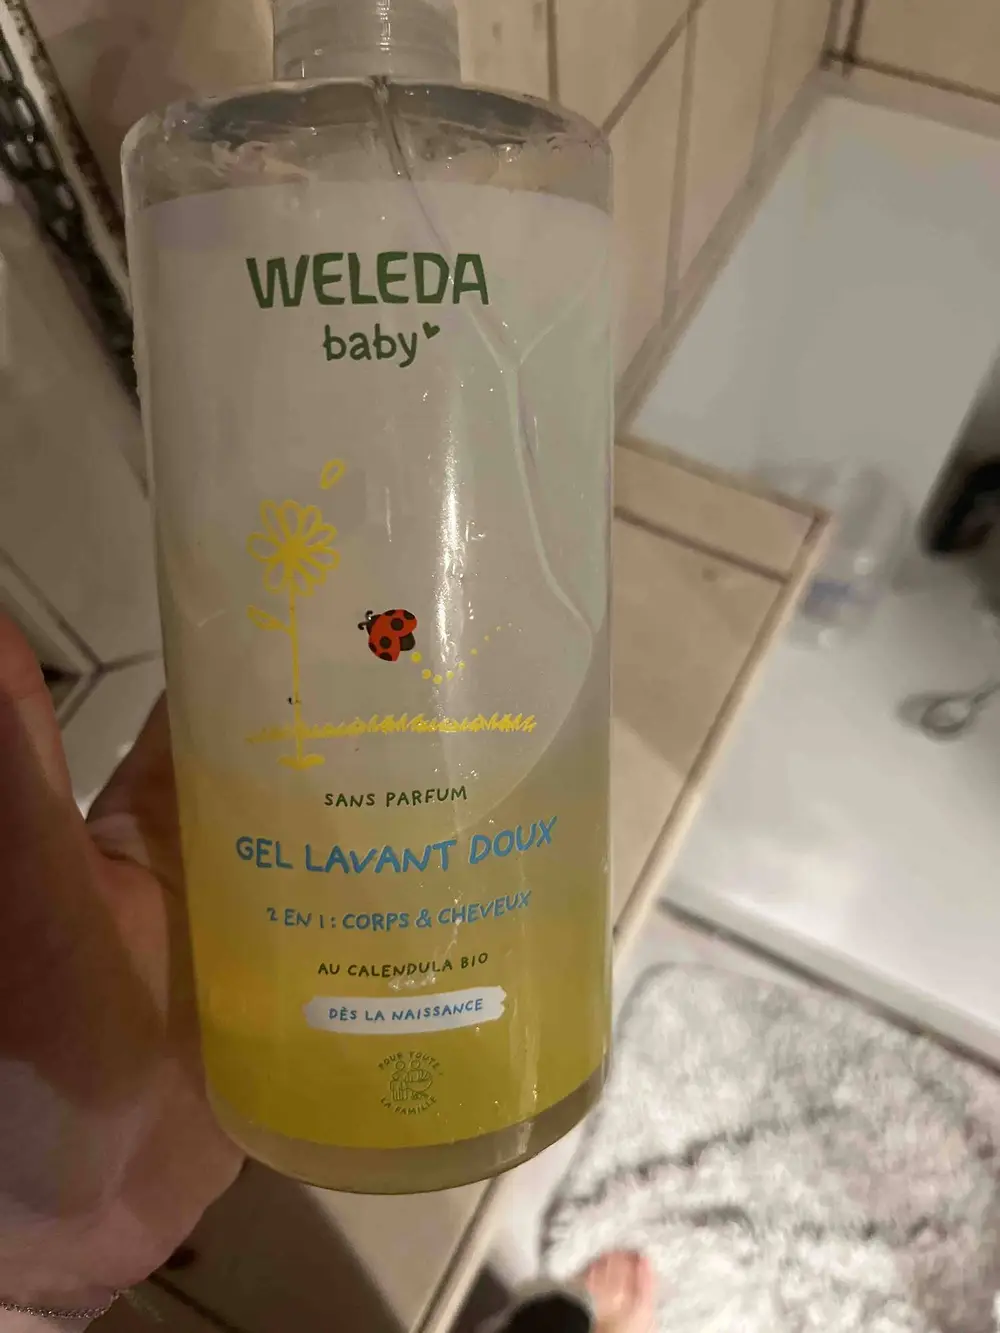 WELEDA
baby
SANS PARFUM
GEL LAVANT DOUX
2 EN 1 : CORPS & CHEVEUX
AU CALENDULA BIO
DÈS LA NAISSANCE
POUR TOUTE
LA FAMILLE